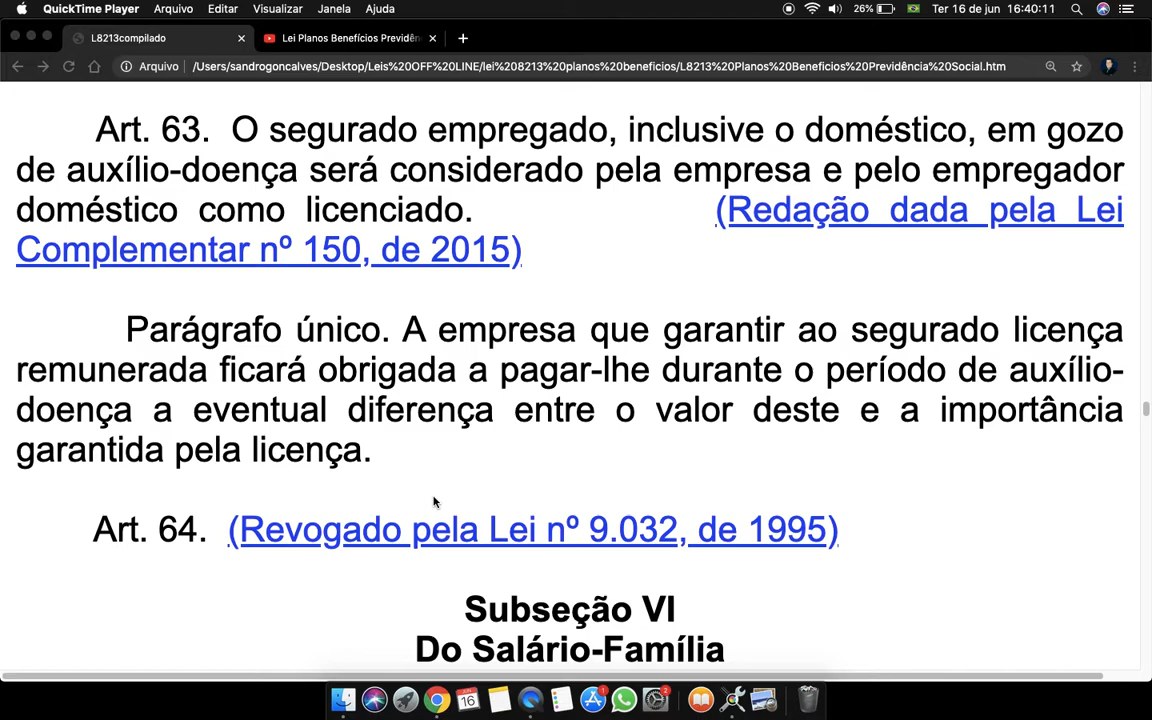 QuickTime Player Arquivo Editar Visualizar Janela Ajuda 26% Ter 16 de jun 16:40:11
L8213compilado Lei Planos Benefícios Previdên
Arquivo /Users/sandrogoncalves/Desktop/Leis%20OFF%20LINE/lei%208213%20planos%20beneficios/L8213%20Planos%20Beneficios%20Previdência%20Social.htm
Art. 63. O segurado empregado, inclusive o doméstico, em gozo
de auxílio-doença será considerado pela empresa e pelo empregador
doméstico como licenciado. (Redação dada pela Lei
Complementar nº 150, de 2015)
Parágrafo único. A empresa que garantir ao segurado licença
remunerada ficará obrigada a pagar-lhe durante o período de auxílio-
doença a eventual diferença entre o valor deste e a importância
garantida pela licença.
Art. 64. (Revogado pela Lei nº 9.032, de 1995)
Subseção VI
Do Salário-Família
16 1 2